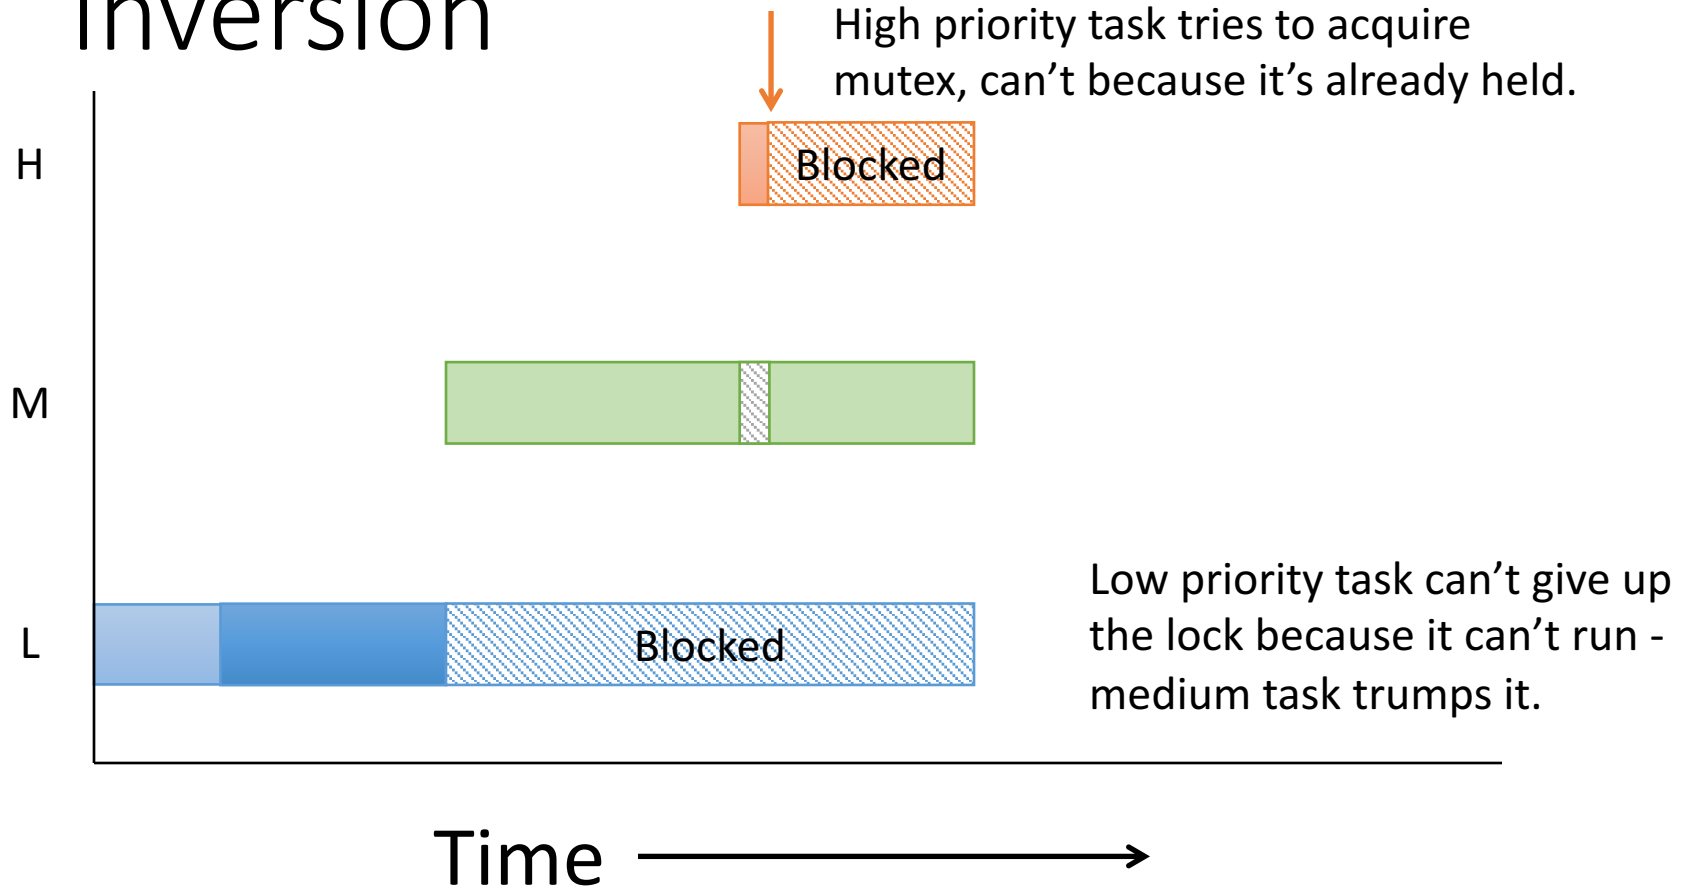 Inversion
High priority task tries to acquire
mutex, can’t because it’s already held.
H
Blocked
M
L
Blocked
Low priority task can’t give up
the lock because it can’t run -
medium task trumps it.
Time